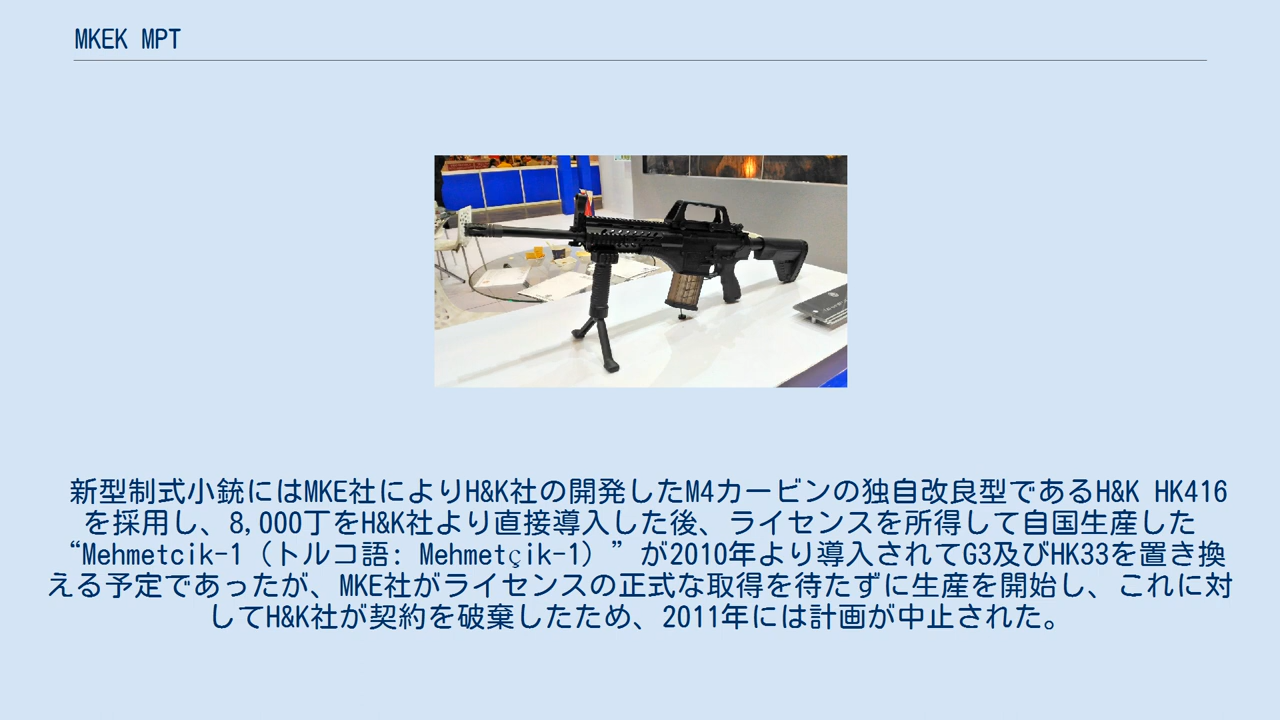 MKEK MPT
新型制式小銃にはMKE社によりH&K社の開発したM4カービンの独自改良型であるH&K HK416
を採用し、8,000丁をH&K社より直接導入した後、ライセンスを所得して自国生産した
“Mehmetcik-1（トルコ語: Mehmetçik-1）”が2010年より導入されてG3及びHK33を置き換
える予定であったが、MKE社がライセンスの正式な取得を待たずに生産を開始し、これに対
してH&K社が契約を破棄したため、2011年には計画が中止された。